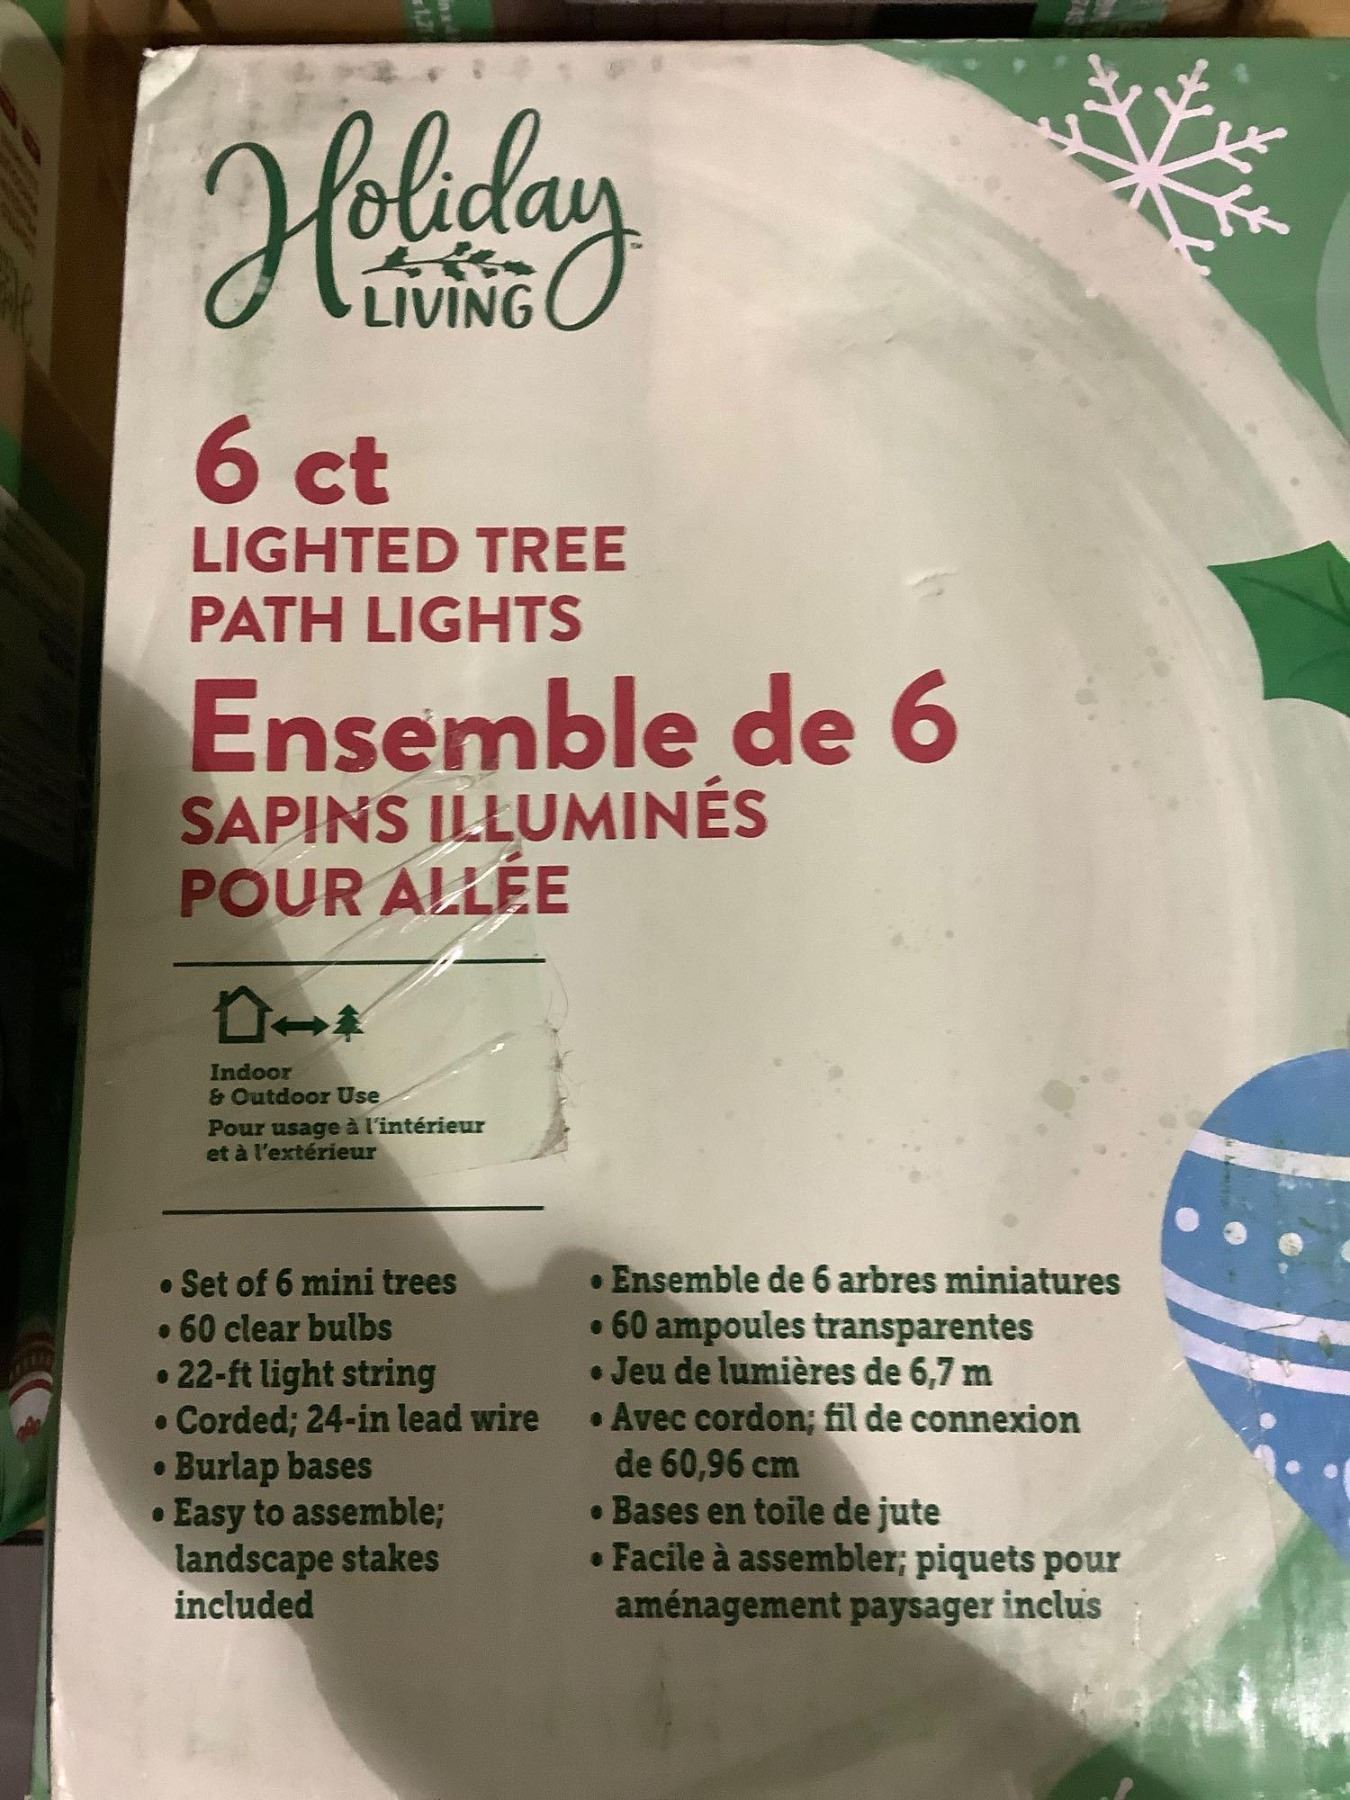 Holiday
LIVING™
6 ct
LIGHTED TREE
PATH LIGHTS
Ensemble de 6
SAPINS ILLUMINÉS
POUR ALLÉE
Indoor
& Outdoor Use
Pour usage à l'intérieur
et à l'extérieur
• Set of 6 mini trees
• 60 clear bulbs
• 22-ft light string
• Corded; 24-in lead wire
• Burlap bases
• Easy to assemble;
landscape stakes
included
• Ensemble de 6 arbres miniatures
• 60 ampoules transparentes
• Jeu de lumières de 6,7 m
• Avec cordon; fil de connexion
de 60,96 cm
• Bases en toile de jute
• Facile à assembler; piquets pour
aménagement paysager inclus